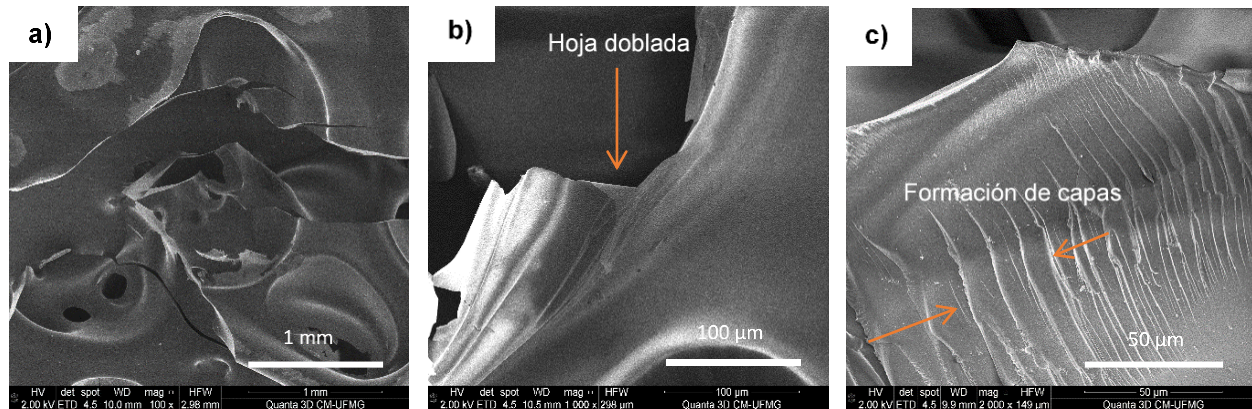 a)
1 mm
HV det spot WD mag HFW 1 mm
2.00 kV ETD 4.5 10.0 mm 100 x 2.98 mm Quanta 3D CM-UFMG
b)
Hoja doblada
100 µm
HV det spot WD mag HFW 100 µm
2.00 kV ETD 4.5 10.5 mm 1 000 x 298 µm Quanta 3D CM-UFMG
c)
Formación de capas
50 µm
HV det spot WD mag HFW 50 µm
2.00 kV ETD 4.5 9.9 mm 2 000 x 149 µm Quanta 3D CM-UFMG